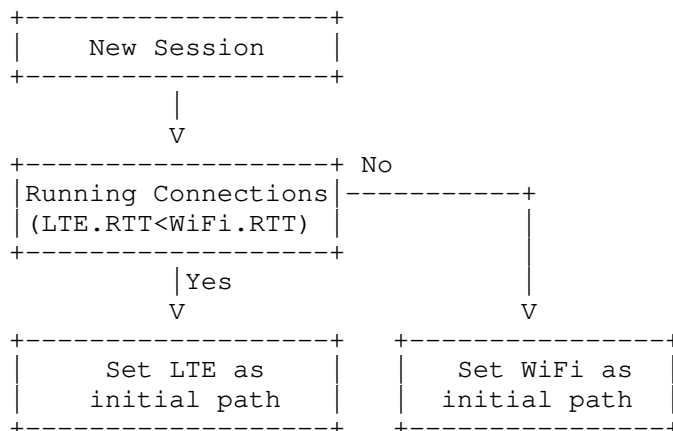 New Session
V
No
Running Connections
(LTE.RTT<WiFi.RTT)
Yes
V V
Set LTE as Set WiFi as
initial path initial path